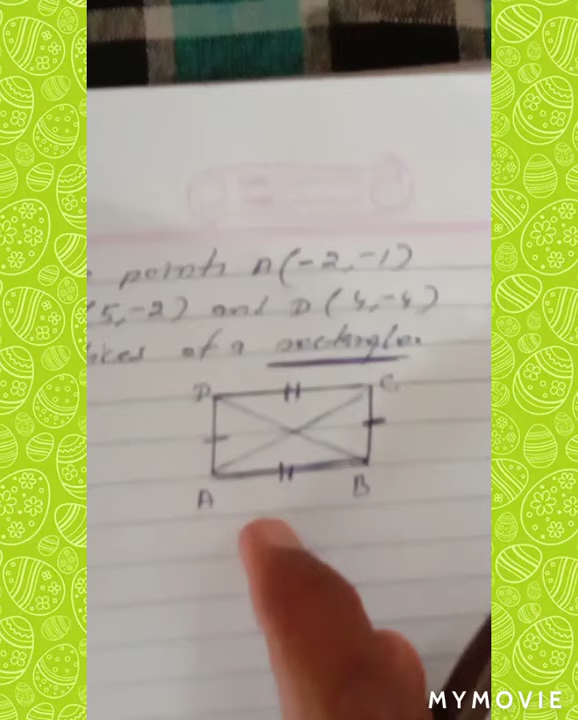 points A(-2,-1)
(5,-2) and D(4,-4)
of a rectangle.
D C
A B
MYMOVIE